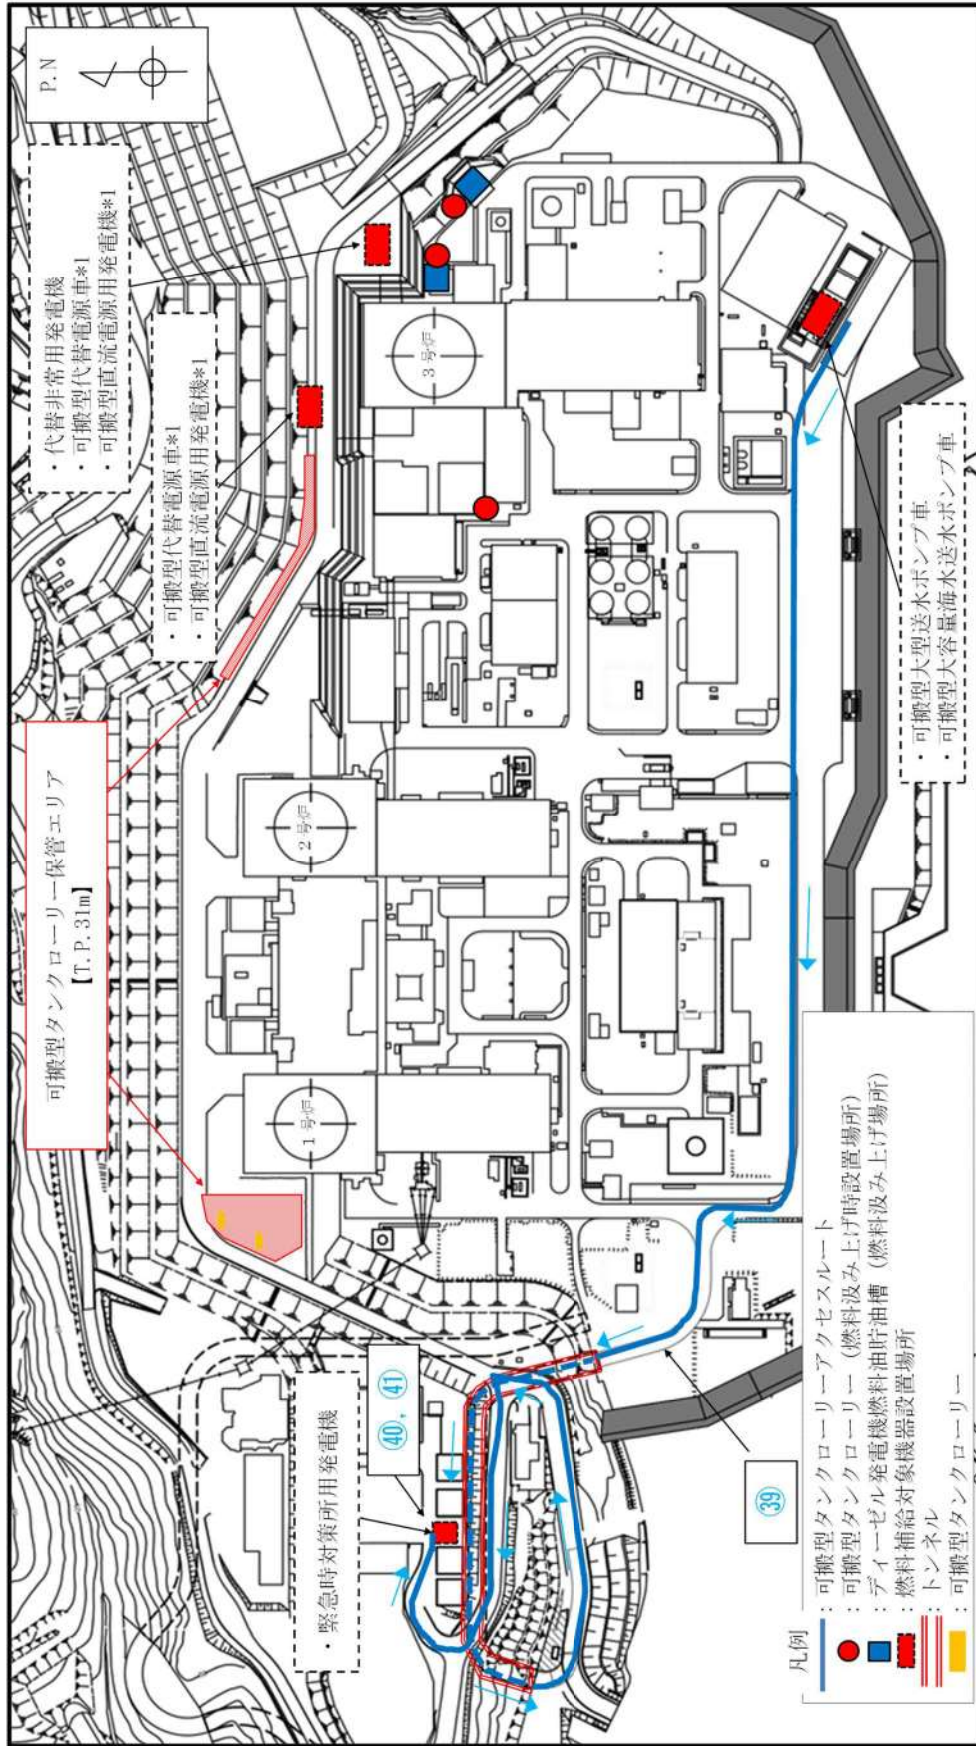 P.N
・代替非常用発電機
・可搬型代替電源車*1
・可搬型直流電源用発電機*1
・可搬型代替電源車*1
・可搬型直流電源用発電機*1
可搬型タンクローリー保管エリア
【T.P.31m】
3号炉
2号炉
1号炉
・緊急時対策所用発電機
㊵, ㊶
㊴
・可搬型大型送水ポンプ車
・可搬型大容量海水送水ポンプ車
凡例
：可搬型タンクローリーアクセスルート
：可搬型タンクローリー（燃料汲み上げ時設置場所）
：ディーゼル発電機燃料油貯油槽（燃料汲み上げ場所）
：燃料補給対象機器設置場所
：トンネル
：可搬型タンクローリー